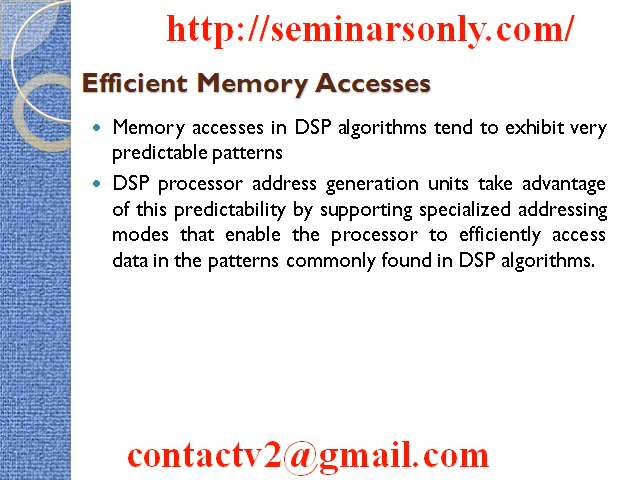 http://seminarsonly.com/
Efficient Memory Accesses
• Memory accesses in DSP algorithms tend to exhibit very
predictable patterns
• DSP processor address generation units take advantage
of this predictability by supporting specialized addressing
modes that enable the processor to efficiently access
data in the patterns commonly found in DSP algorithms.
contactv2@gmail.com